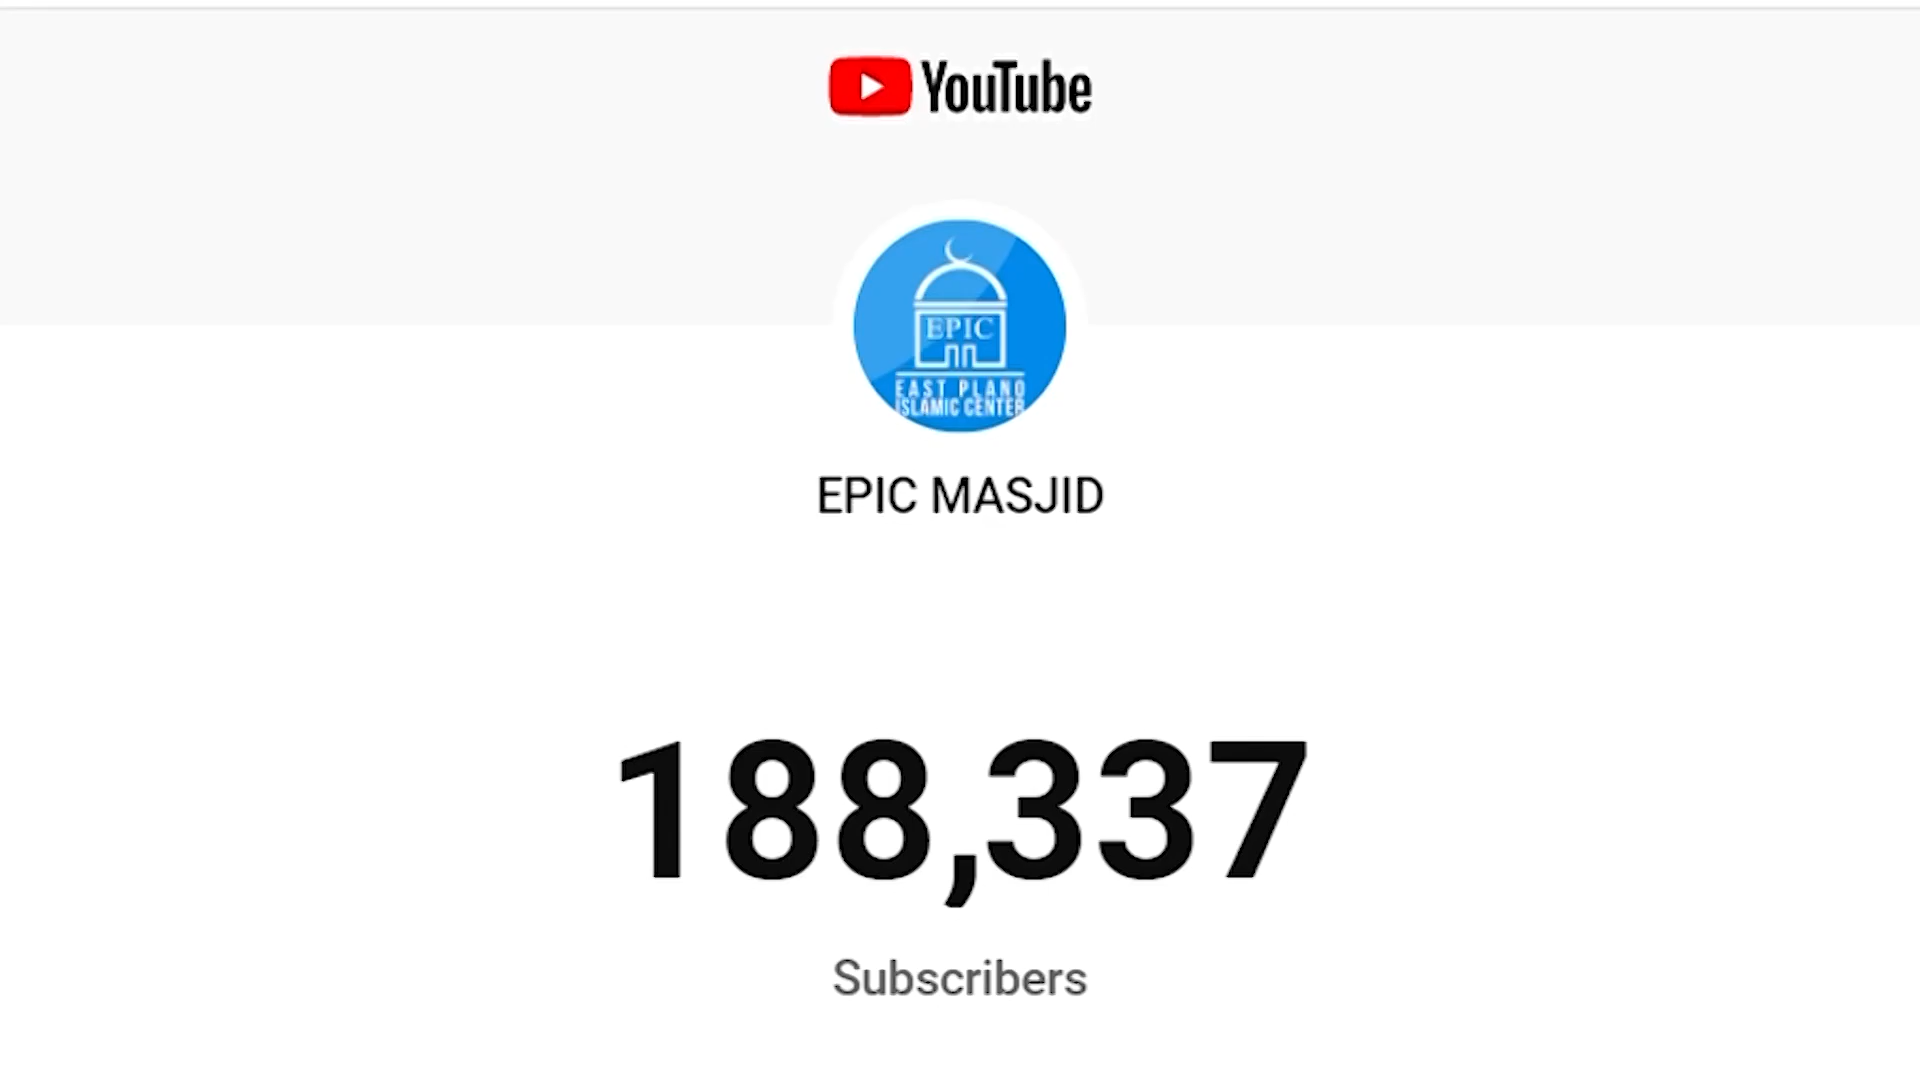 YouTube
EPIC
EAST PLANO
ISLAMIC CENTER
EPIC MASJID
188,337
Subscribers